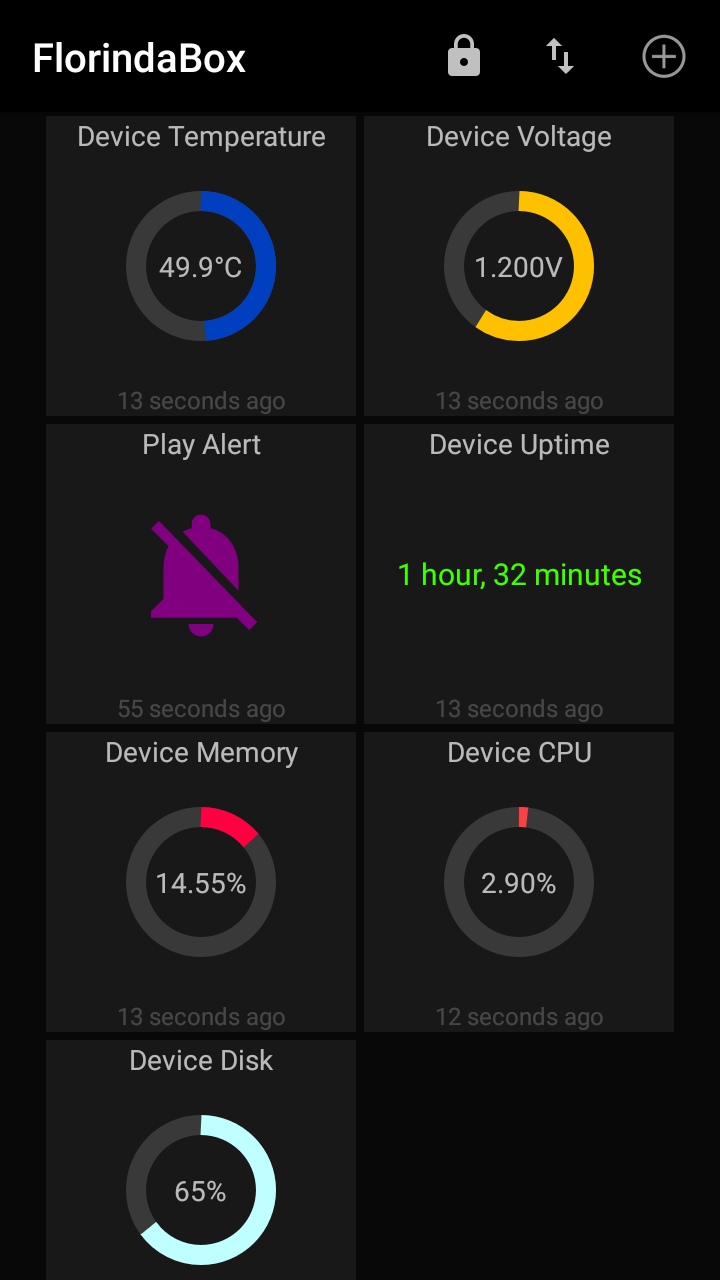 FlorindaBox
Device Temperature
49.9°C
13 seconds ago
Device Voltage
1.200V
13 seconds ago
Play Alert
55 seconds ago
Device Uptime
1 hour, 32 minutes
13 seconds ago
Device Memory
14.55%
13 seconds ago
Device CPU
2.90%
12 seconds ago
Device Disk
65%